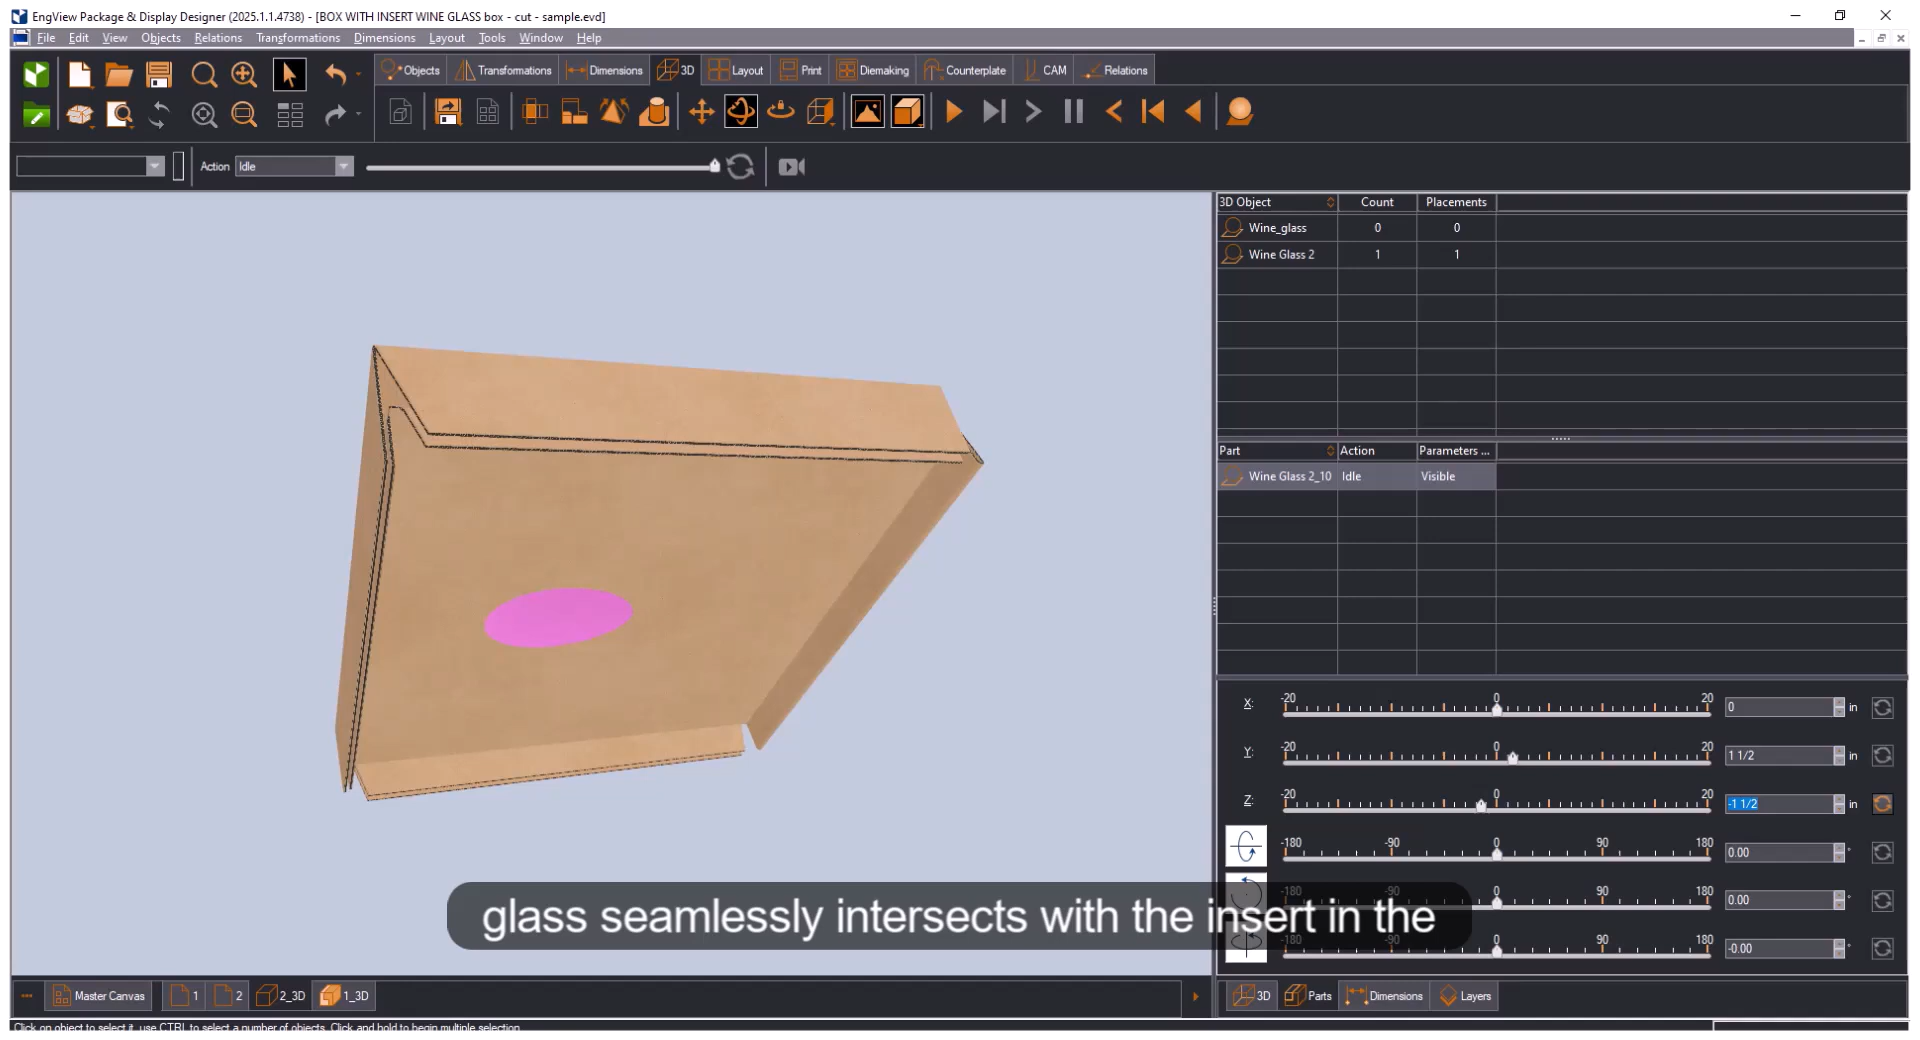 EngView Package & Display Designer (2025.1.1.4738) - [BOX WITH INSERT WINE GLASS box - cut - sample.evd]
File Edit View Objects Relations Transformations Dimensions Layout Tools Window Help
Objects Transformations Dimensions 3D Layout Print Diemaking Counterplate CAM Relations
Action Idle
3D Object Count Placements
Wine_glass 0 0
Wine Glass 2 1 1
Part Action Parameters ...
Wine Glass 2_10 Idle Visible
X: -20 0 20 0 in
Y: -20 0 20 1 1/2 in
Z: -20 0 20 -1 1/2 in
-180 -90 0 90 180 0.00 °
-180 -90 0 90 180 0.00 °
-180 -90 0 90 180 -0.00 °
glass seamlessly intersects with the insert in the
Master Canvas 1 2 2_3D 1_3D
3D Parts Dimensions Layers
Click on object to select it, use CTRL to select a number of objects. Click and hold to begin multiple selection.